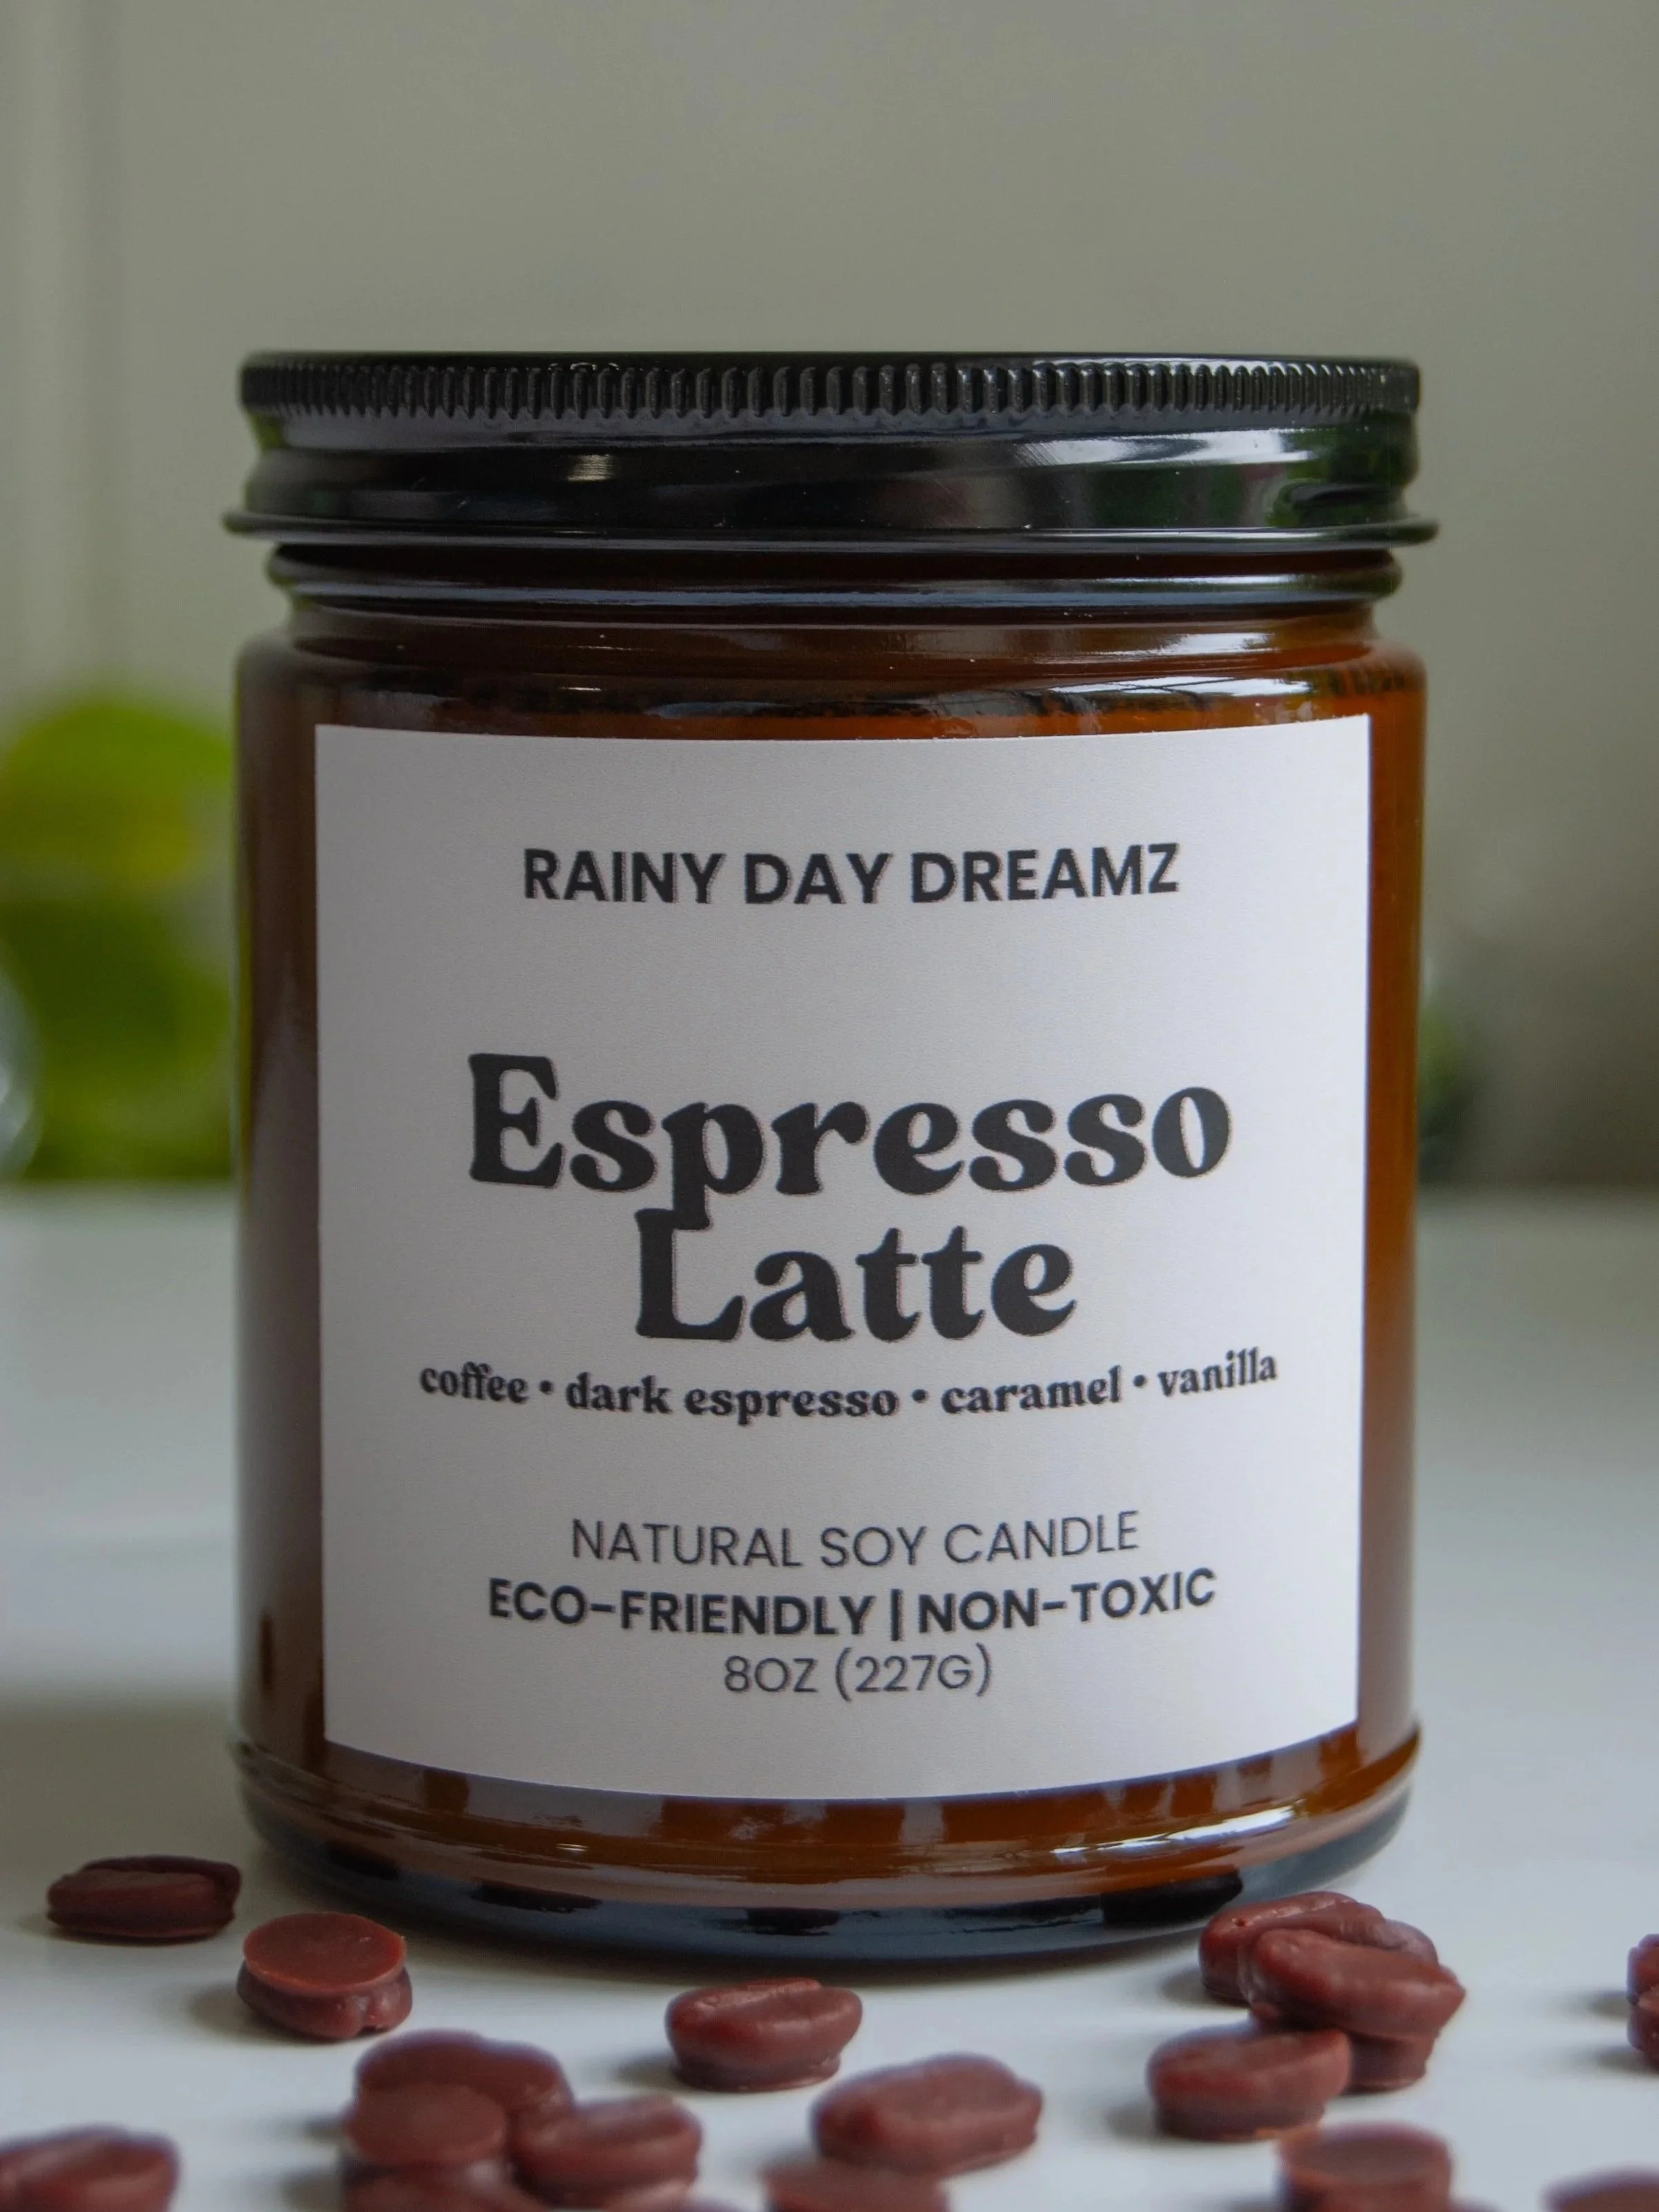 RAINY DAY DREAMZ
Espresso
Latte
coffee • dark espresso • caramel • vanilla
NATURAL SOY CANDLE
ECO-FRIENDLY | NON-TOXIC
8OZ (227G)